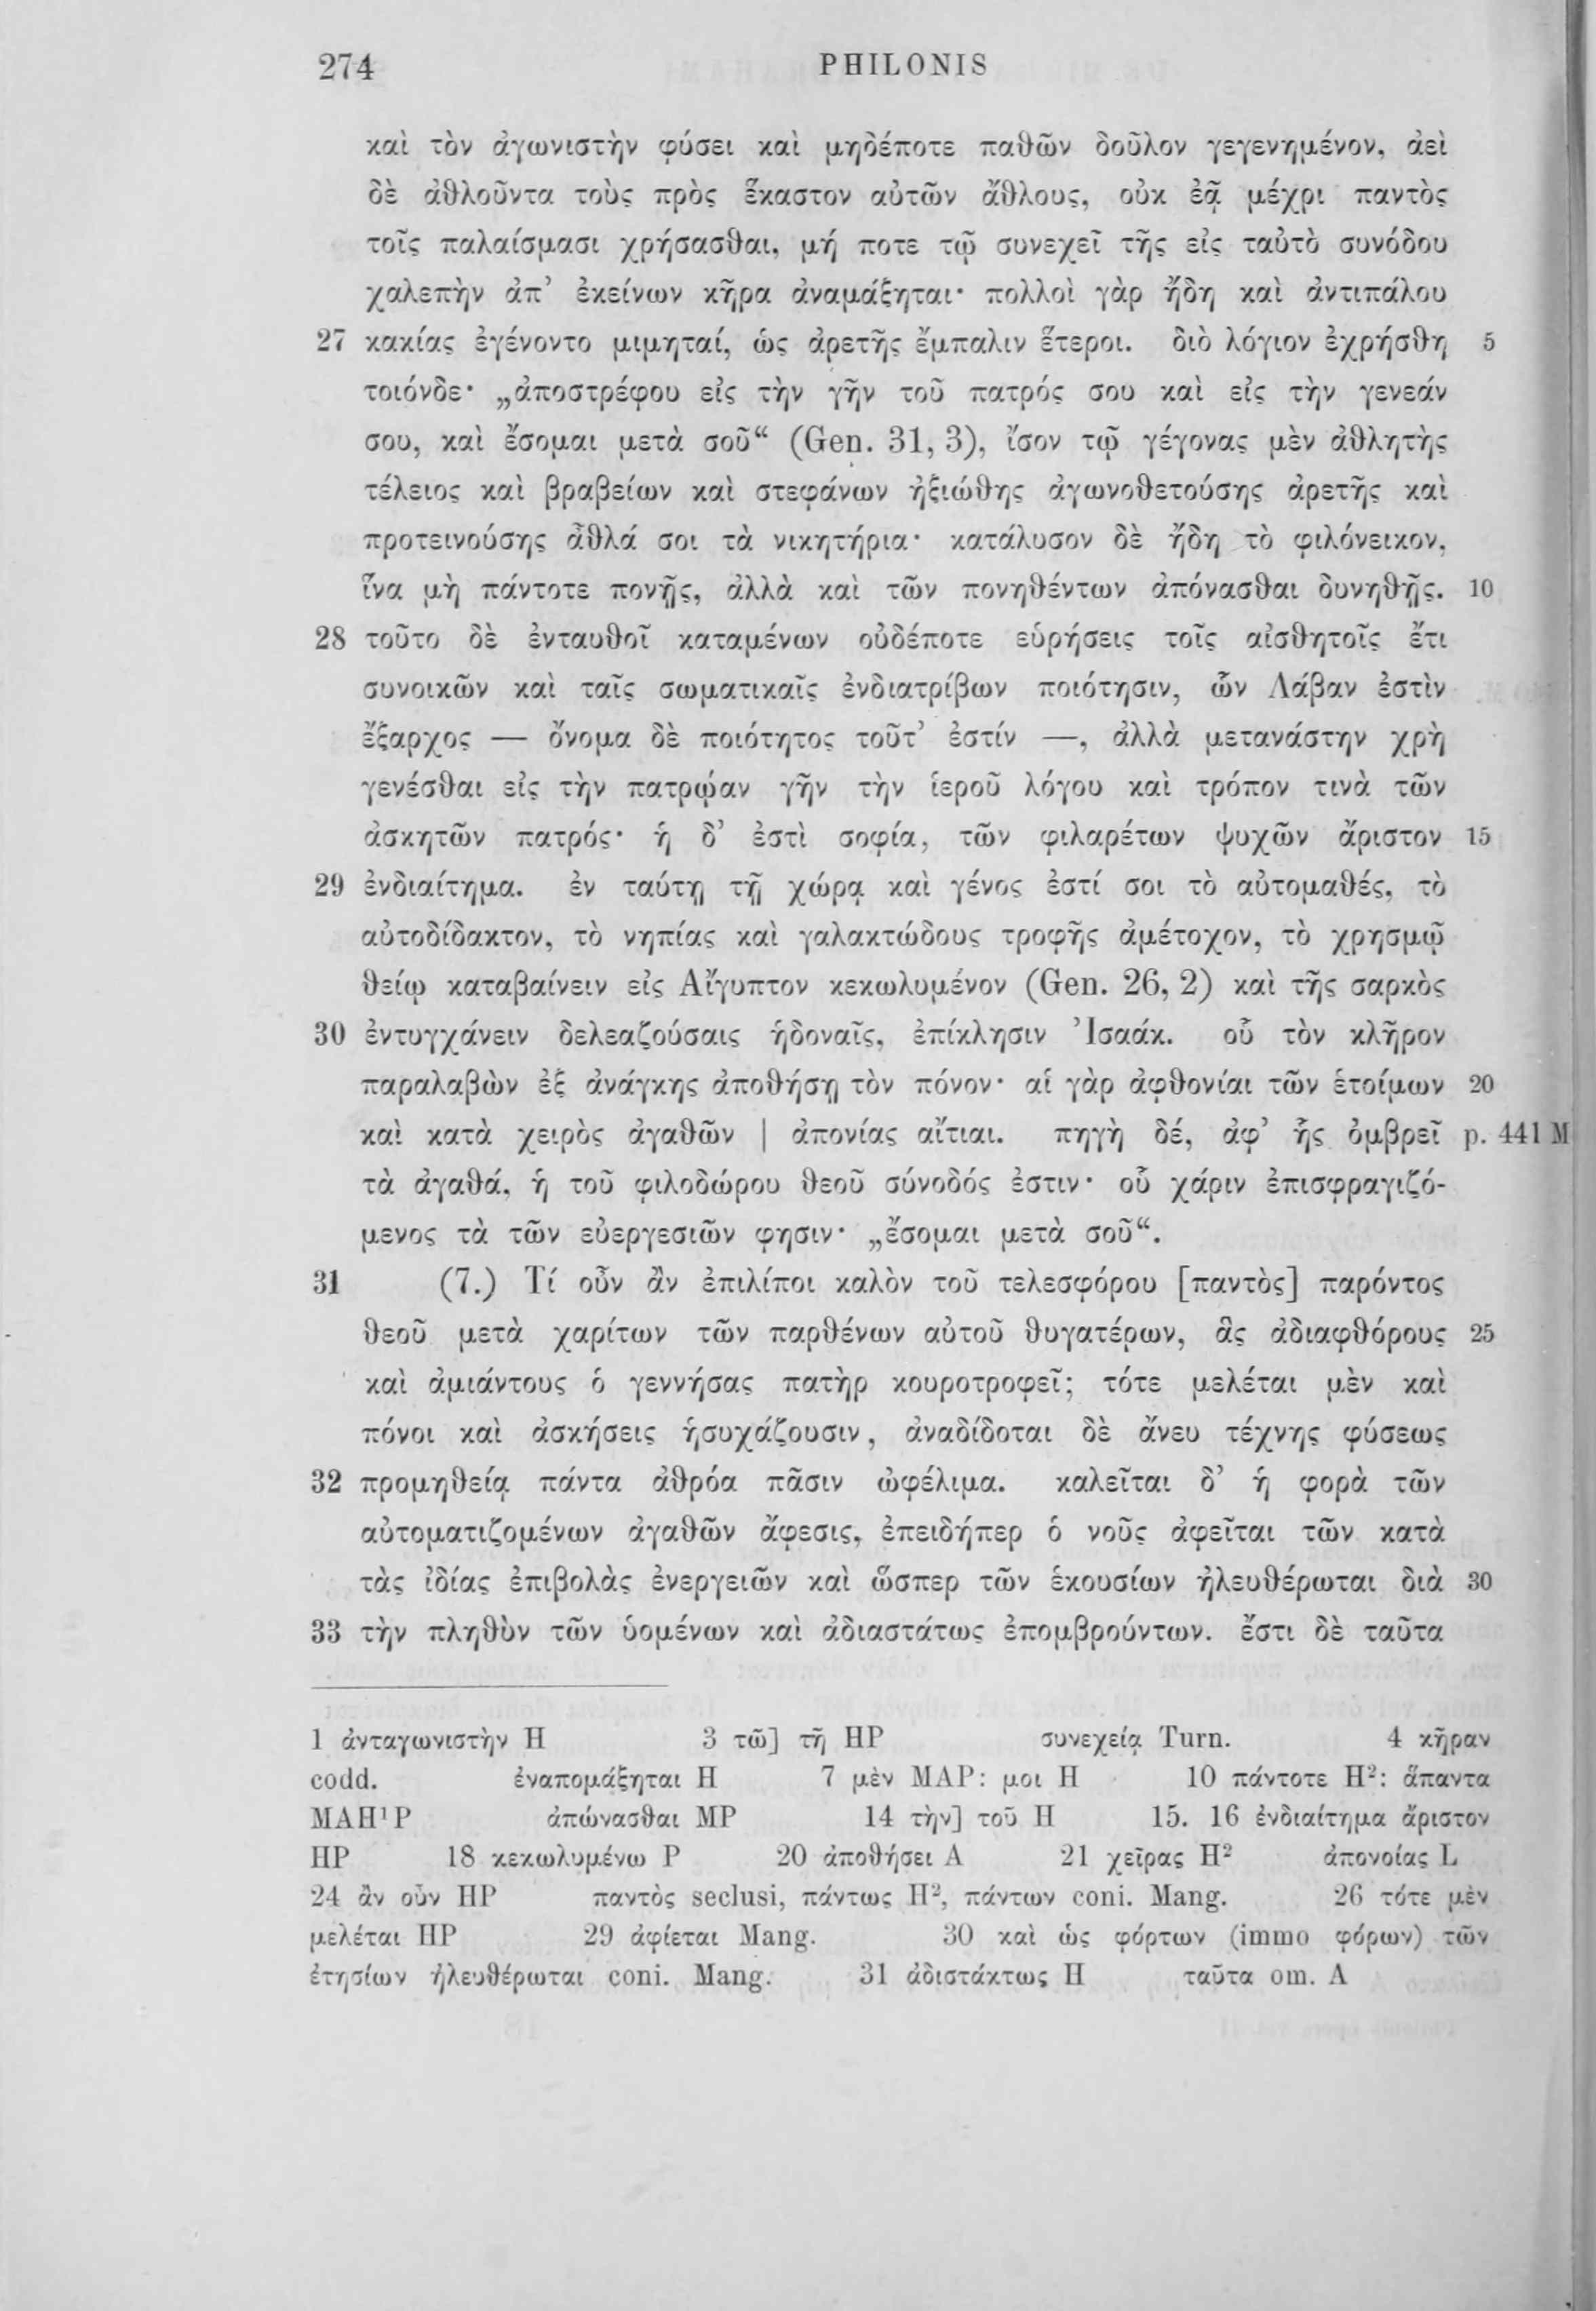 274 PHILONIS
καὶ τὸν ἀγωνιστὴν φύσει καὶ μηδέποτε παθῶν δοῦλον γεγενημένον, ἀεὶ
δὲ ἀθλοῦντα τοὺς πρὸς ἕκαστον αὐτῶν ἄθλους, οὐκ ἐᾷ μέχρι παντὸς
τοῖς παλαίσμασι χρήσασθαι, μή ποτε τῷ συνεχεῖ τῆς εἰς ταὐτὸ συνόδου
χαλεπὴν ἀπ’ ἐκείνων κῆρα ἀναμάξηται· πολλοὶ γὰρ ἤδη καὶ ἀντιπάλου
27 κακίας ἐγένοντο μιμηταί, ὡς ἀρετῆς ἔμπαλιν ἕτεροι. διὸ λόγιον ἐχρήσθη 5
τοιόνδε· „ἀποστρέφου εἰς τὴν γῆν τοῦ πατρός σου καὶ εἰς τὴν γενεάν
σου, καὶ ἔσομαι μετὰ σοῦ“ (Gen. 31, 3), ἴσον τῷ γέγονας μὲν ἀθλητὴς
τέλειος καὶ βραβείων καὶ στεφάνων ἠξιώθης ἀγωνοθετούσης ἀρετῆς καὶ
προτεινούσης ἆθλά σοι τὰ νικητήρια· κατάλυσον δὲ ἤδη τὸ φιλόνεικον,
ἵνα μὴ πάντοτε πονῇς, ἀλλὰ καὶ τῶν πονηθέντων ἀπόνασθαι δυνηθῇς. 10
28 τοῦτο δὲ ἐνταυθοῖ καταμένων οὐδέποτε εὑρήσεις τοῖς αἰσθητοῖς ἔτι
συνοικῶν καὶ ταῖς σωματικαῖς ἐνδιατρίβων ποιότησιν, ὧν Λάβαν ἐστὶν
ἔξαρχος — ὄνομα δὲ ποιότητος τοῦτ’ ἐστίν —, ἀλλὰ μετανάστην χρὴ
γενέσθαι εἰς τὴν πατρῴαν γῆν τὴν ἱεροῦ λόγου καὶ τρόπον τινὰ τῶν
ἀσκητῶν πατρός· ἡ δ’ ἐστὶ σοφία, τῶν φιλαρέτων ψυχῶν ἄριστον 15
29 ἐνδιαίτημα. ἐν ταύτῃ τῇ χώρᾳ καὶ γένος ἐστί σοι τὸ αὐτομαθές, τὸ
αὐτοδίδακτον, τὸ νηπίας καὶ γαλακτώδους τροφῆς ἀμέτοχον, τὸ χρησμῷ
θείῳ καταβαίνειν εἰς Αἴγυπτον κεκωλυμένον (Gen. 26, 2) καὶ τῆς σαρκὸς
30 ἐντυγχάνειν δελεαζούσαις ἡδοναῖς, ἐπίκλησιν Ἰσαάκ. οὗ τὸν κλῆρον
παραλαβὼν ἐξ ἀνάγκης ἀποθήσῃ τὸν πόνον· αἱ γὰρ ἀφθονίαι τῶν ἑτοίμων 20
καὶ κατὰ χειρὸς ἀγαθῶν | ἀπονίας αἴτιαι. πηγὴ δέ, ἀφ’ ἧς ὀμβρεῖ p. 441 M
τὰ ἀγαθά, ἡ τοῦ φιλοδώρου θεοῦ σύνοδός ἐστιν· οὗ χάριν ἐπισφραγιζό-
μενος τὰ τῶν εὐεργεσιῶν φησιν· „ἔσομαι μετὰ σοῦ“.
31 (7.) Τί οὖν ἂν ἐπιλίποι καλὸν τοῦ τελεσφόρου [παντὸς] παρόντος
θεοῦ μετὰ χαρίτων τῶν παρθένων αὐτοῦ θυγατέρων, ἃς ἀδιαφθόρους 25
καὶ ἀμιάντους ὁ γεννήσας πατὴρ κουροτροφεῖ; τότε μελέται μὲν καὶ
πόνοι καὶ ἀσκήσεις ἡσυχάζουσιν, ἀναδίδοται δὲ ἄνευ τέχνης φύσεως
32 προμηθείᾳ πάντα ἀθρόα πᾶσιν ὠφέλιμα. καλεῖται δ’ ἡ φορὰ τῶν
αὐτοματιζομένων ἀγαθῶν ἄφεσις, ἐπειδήπερ ὁ νοῦς ἀφεῖται τῶν κατὰ
τὰς ἰδίας ἐπιβολὰς ἐνεργειῶν καὶ ὥσπερ τῶν ἑκουσίων ἠλευθέρωται διὰ 30
33 τὴν πληθὺν τῶν ὑομένων καὶ ἀδιαστάτως ἐπομβρούντων. ἔστι δὲ ταῦτα
1 ἀνταγωνιστὴν H 3 τῶ] τῆ HP συνεχείᾳ Turn. 4 κῆραν
codd. ἐναπομάξηται H 7 μὲν MAP: μοι H 10 πάντοτε H²: ἅπαντα
MAH¹P ἀπώνασθαι MP 14 τὴν] τοῦ H 15. 16 ἐνδιαίτημα ἄριστον
HP 18 κεκωλυμένω P 20 ἀποθήσει A 21 χεῖρας H² ἀπονοίας L
24 ἂν οὖν HP παντὸς seclusi, πάντως H², πάντων coni. Mang. 26 τότε μὲν
μελέται HP 29 ἀφίεται Mang. 30 καὶ ὡς φόρτων (immo φόρων) τῶν
ἐτησίων ἠλευθέρωται coni. Mang. 31 ἀδιστάκτως H ταῦτα om. A